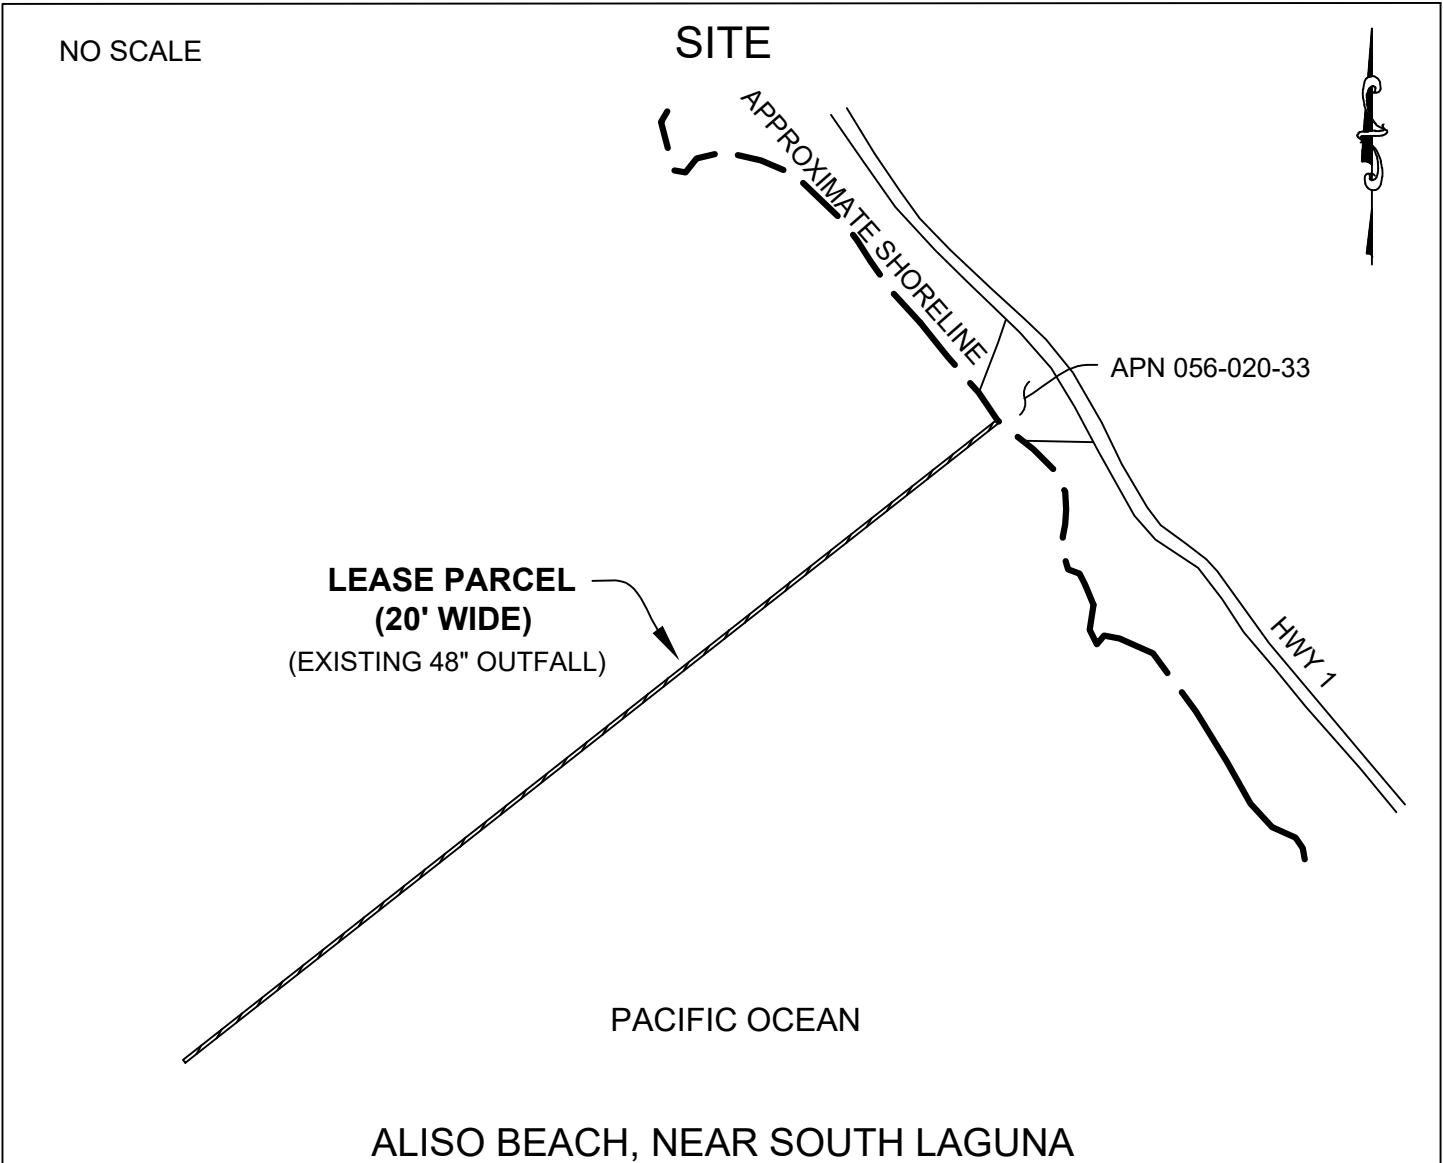 NO SCALE
SITE
APPROXIMATE SHORELINE
APN 056-020-33
LEASE PARCEL
(20' WIDE)
(EXISTING 48" OUTFALL)
HWY 1
PACIFIC OCEAN
ALISO BEACH, NEAR SOUTH LAGUNA